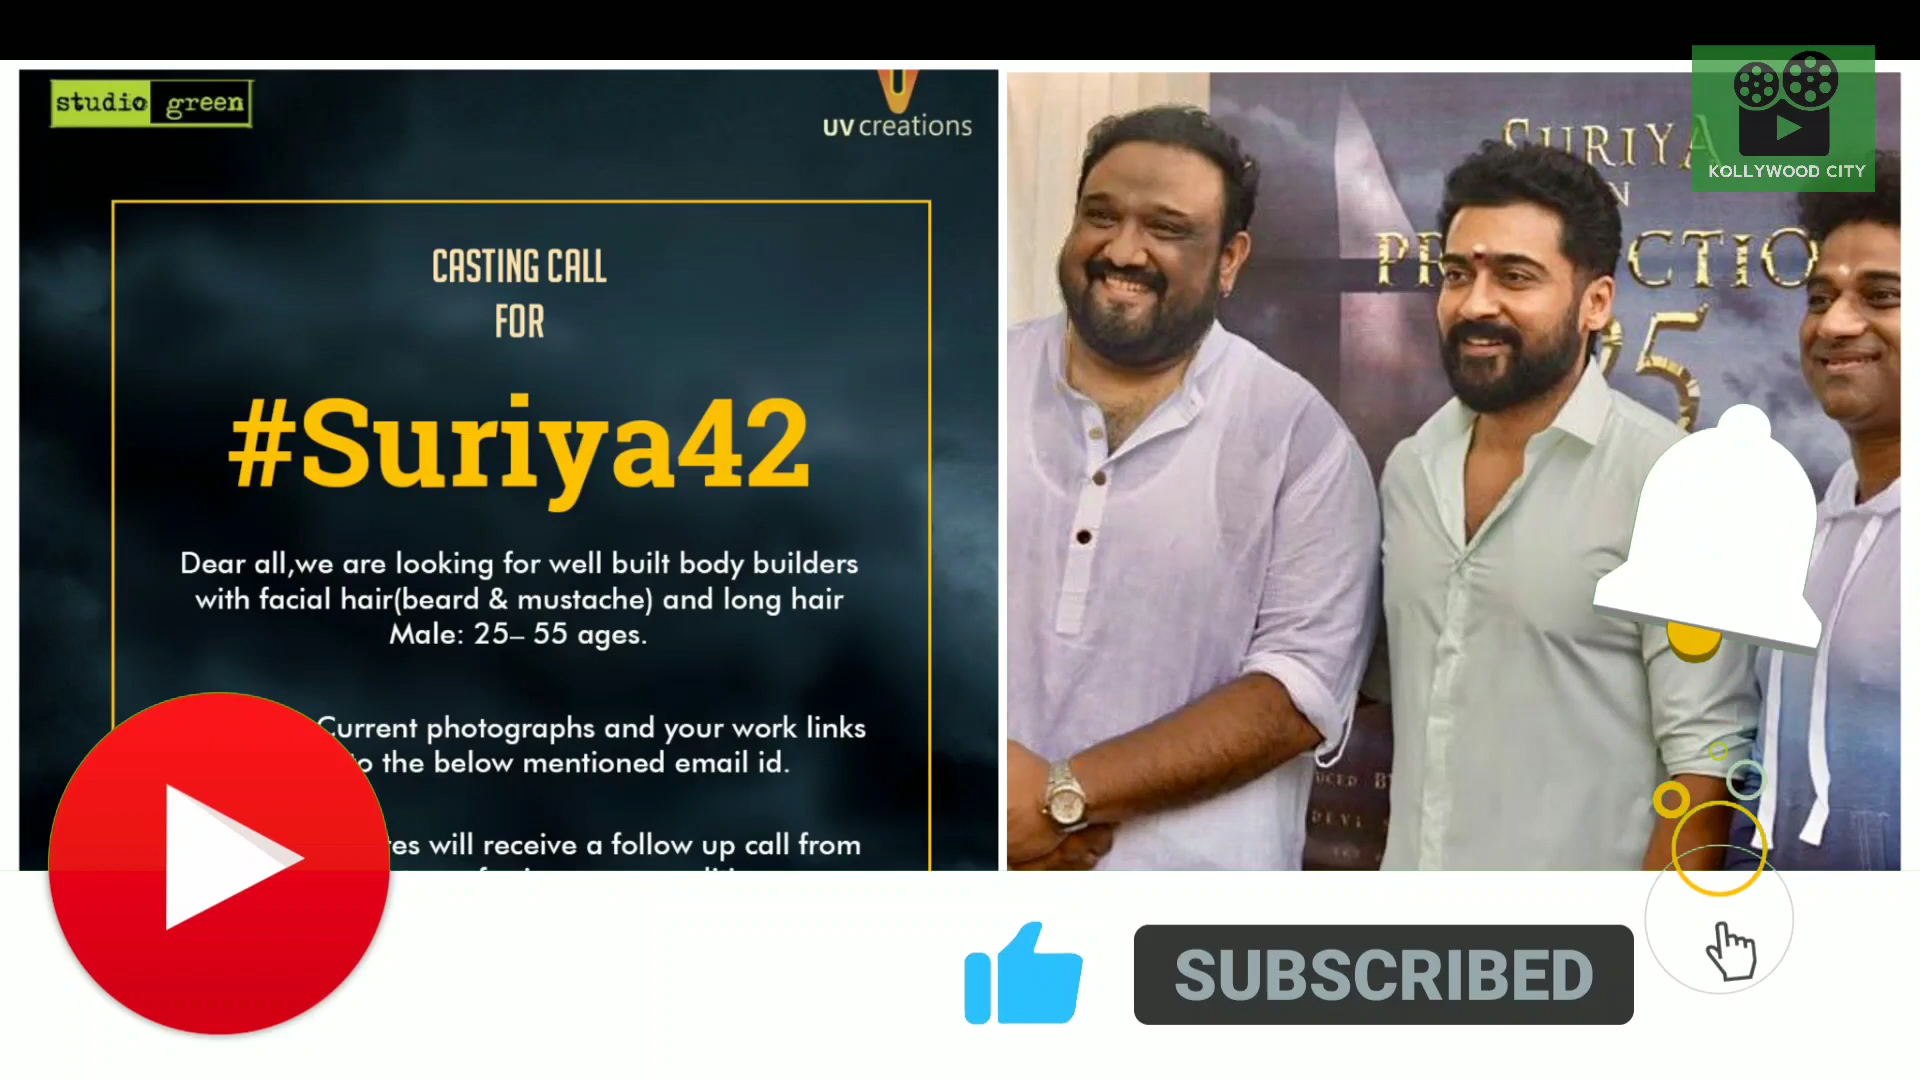 studio green
UV creations
CASTING CALL
FOR
#Suriya42
Dear all,we are looking for well built body builders
with facial hair(beard & mustache) and long hair
Male: 25– 55 ages.
Current photographs and your work links
the below mentioned email id.
will receive a follow up call from
SURIYA
KOLLYWOOD CITY
SUBSCRIBED